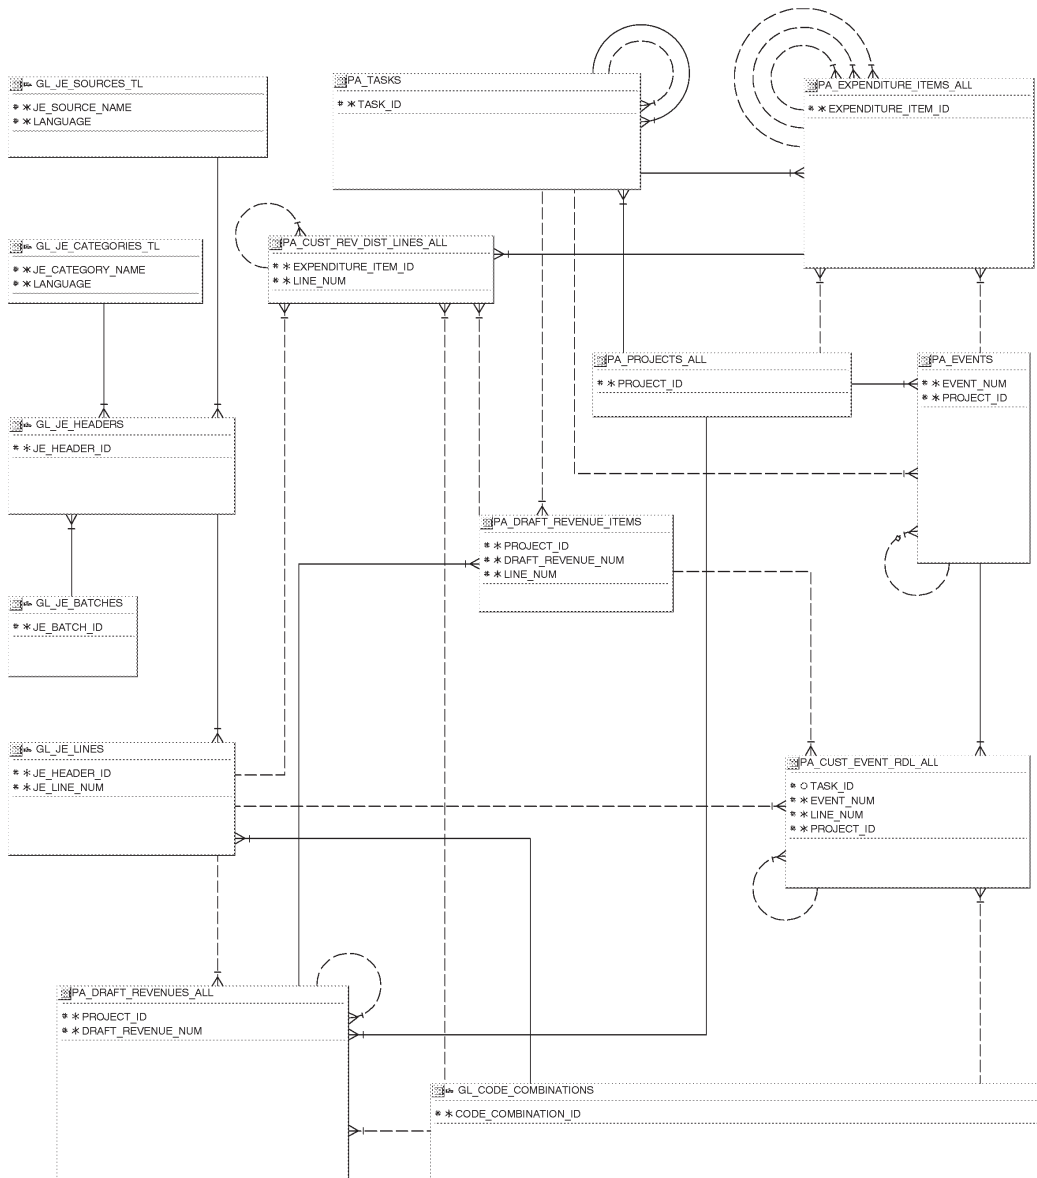 GL_JE_SOURCES_TL
# * JE_SOURCE_NAME
# * LANGUAGE
PA_TASKS
# * TASK_ID
PA_EXPENDITURE_ITEMS_ALL
# * EXPENDITURE_ITEM_ID
GL_JE_CATEGORIES_TL
# * JE_CATEGORY_NAME
# * LANGUAGE
PA_CUST_REV_DIST_LINES_ALL
# * EXPENDITURE_ITEM_ID
# * LINE_NUM
PA_PROJECTS_ALL
# * PROJECT_ID
PA_EVENTS
# * EVENT_NUM
# * PROJECT_ID
GL_JE_HEADERS
# * JE_HEADER_ID
PA_DRAFT_REVENUE_ITEMS
# * PROJECT_ID
# * DRAFT_REVENUE_NUM
# * LINE_NUM
GL_JE_BATCHES
# * JE_BATCH_ID
GL_JE_LINES
# * JE_HEADER_ID
# * JE_LINE_NUM
PA_CUST_EVENT_RDL_ALL
# O TASK_ID
# * EVENT_NUM
# * LINE_NUM
# * PROJECT_ID
PA_DRAFT_REVENUES_ALL
# * PROJECT_ID
# * DRAFT_REVENUE_NUM
GL_CODE_COMBINATIONS
# * CODE_COMBINATION_ID